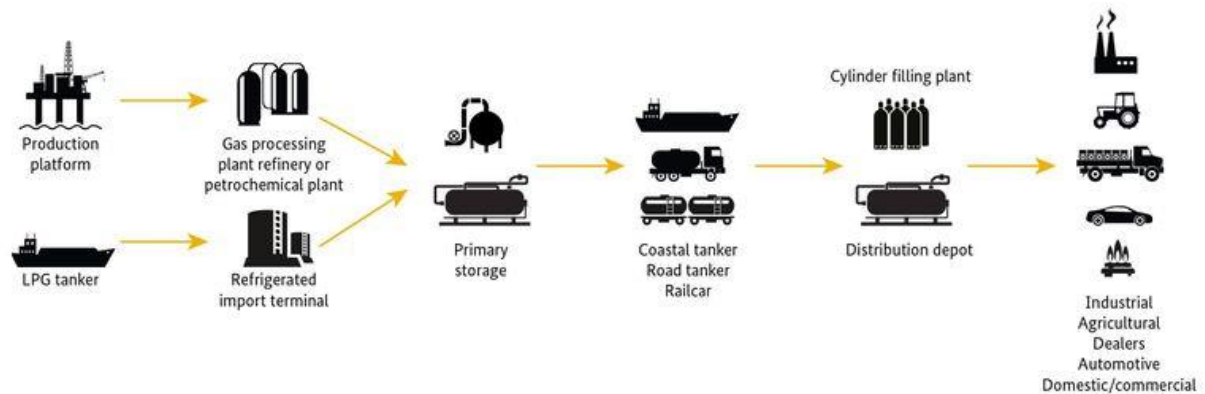 Production
platform
Gas processing
plant refinery or
petrochemical plant
LPG tanker
Refrigerated
import terminal
Primary
storage
Coastal tanker
Road tanker
Railcar
Cylinder filling plant
Distribution depot
Industrial
Agricultural
Dealers
Automotive
Domestic/commercial